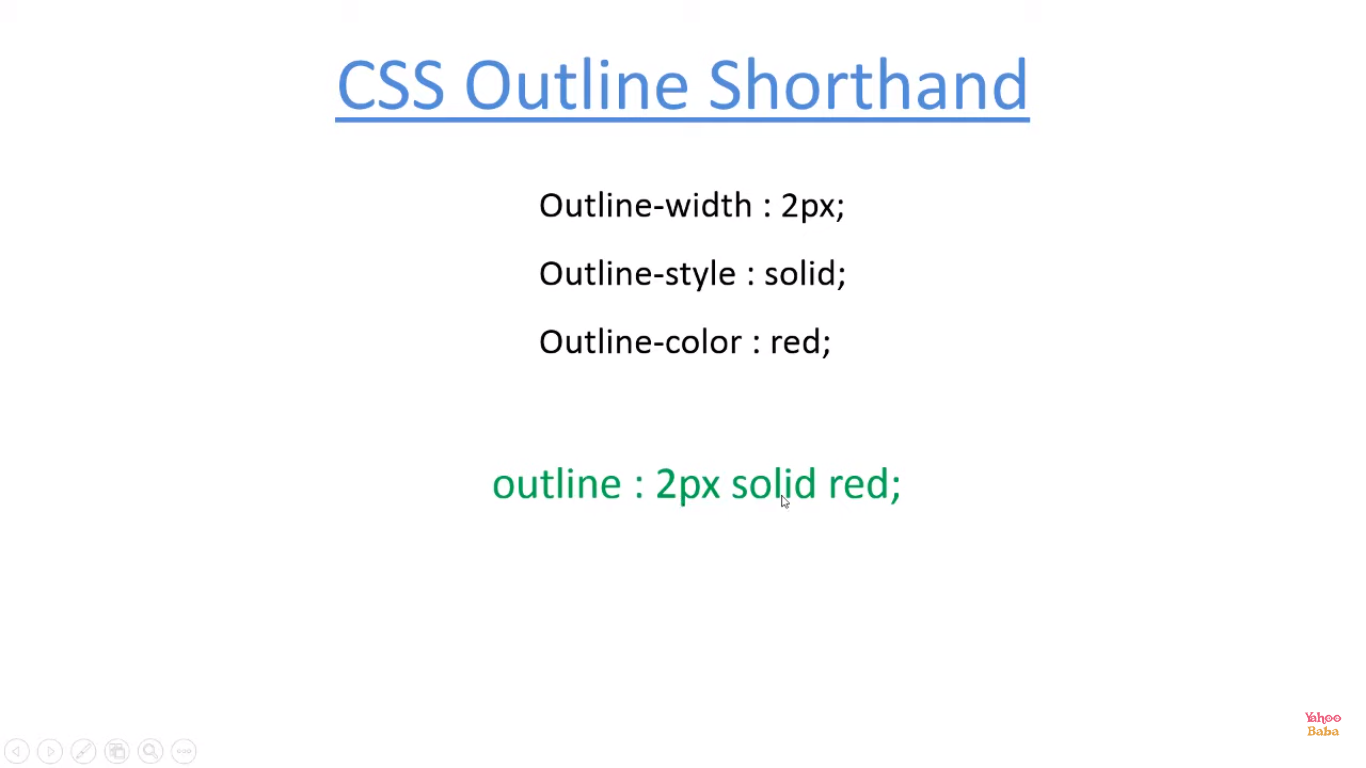 CSS Outline Shorthand
Outline-width : 2px;
Outline-style : solid;
Outline-color : red;
outline : 2px solid red;
Yahoo
Baba